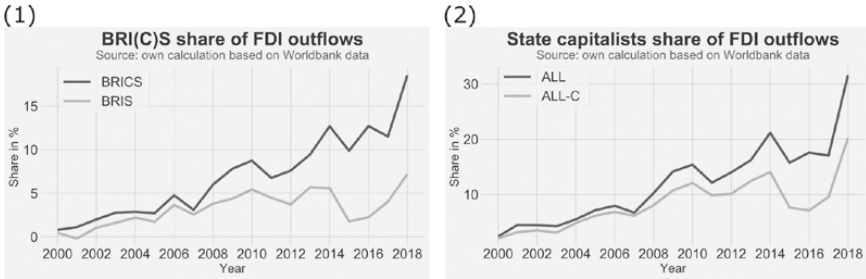 (1)
BRI(C)S share of FDI outflows
Source: own calculation based on Worldbank data
BRICS
BRIS
Share in %
15
10
5
0
2000 2002 2004 2006 2008 2010 2012 2014 2016 2018
Year
(2)
State capitalists share of FDI outflows
Source: own calculation based on Worldbank data
ALL
ALL-C
Share in %
30
20
10
2000 2002 2004 2006 2008 2010 2012 2014 2016 2018
Year